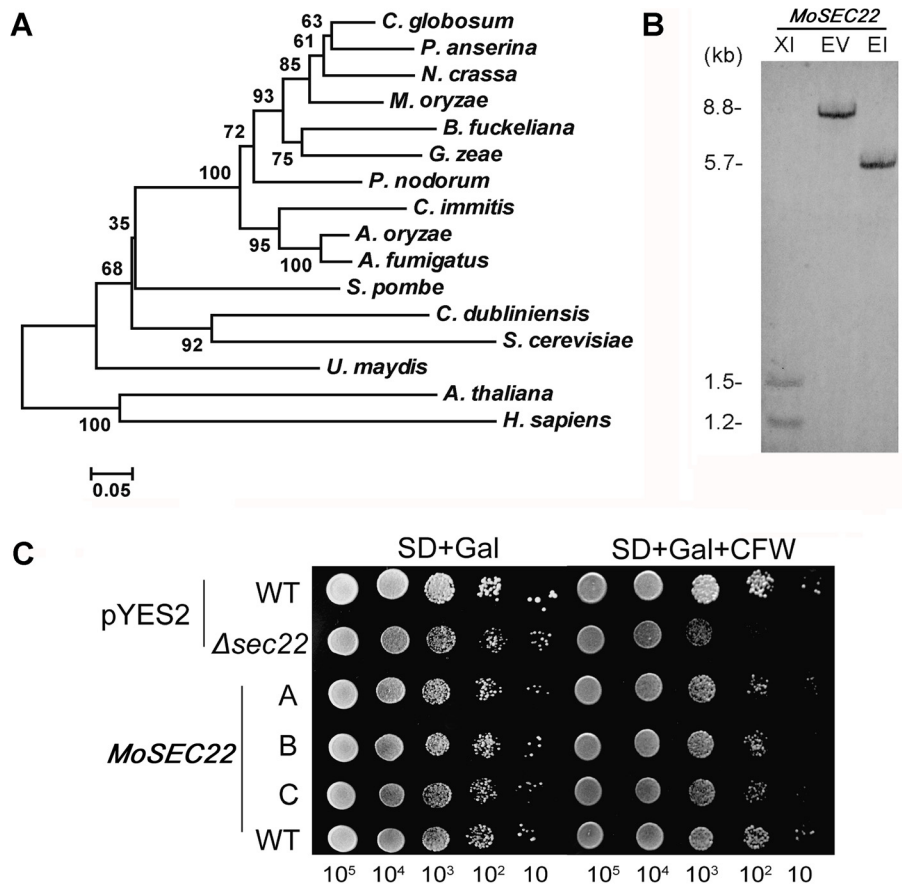 A
63
C. globosum
61
P. anserina
85
N. crassa
93
M. oryzae
72
B. fuckeliana
75
G. zeae
100
P. nodorum
C. immitis
35
95
A. oryzae
100
A. fumigatus
68
S. pombe
C. dubliniensis
92
S. cerevisiae
U. maydis
A. thaliana
100
H. sapiens
0.05
B
MoSEC22
XI EV EI
(kb)
8.8-
5.7-
1.5-
1.2-
C
SD+Gal SD+Gal+CFW
pYES2
WT
Δsec22
MoSEC22
A
B
C
WT
10⁵ 10⁴ 10³ 10² 10 10⁵ 10⁴ 10³ 10² 10